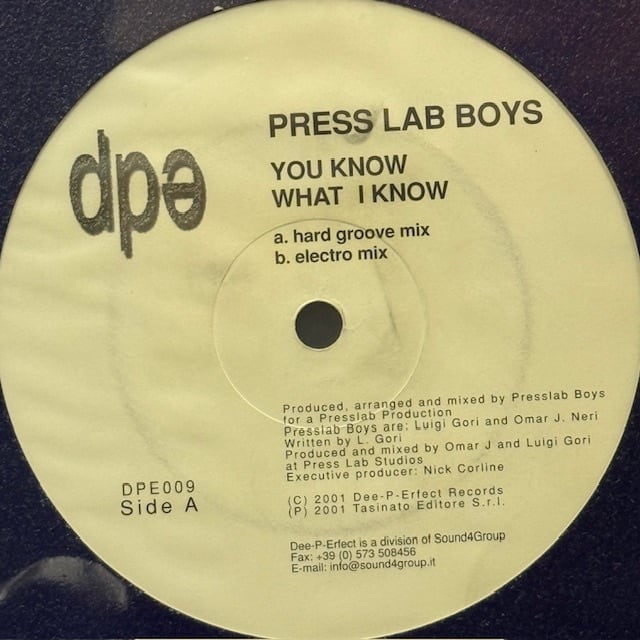 dpə
PRESS LAB BOYS
YOU KNOW
WHAT I KNOW
a. hard groove mix
b. electro mix
Produced, arranged and mixed by Presslab Boys
for a Presslab Production
Presslab Boys are: Luigi Gori and Omar J. Neri
Written by L. Gori
Produced and mixed by Omar J and Luigi Gori
at Press Lab Studios
Executive producer: Nick Corline
(C) 2001 Dee-P-Erfect Records
(P) 2001 Tasinato Editore S.r.l.
DPE009
Side A
Dee-P-Erfect is a division of Sound4Group
Fax: +39 (0) 573 508456
E-mail: info@sound4group.it